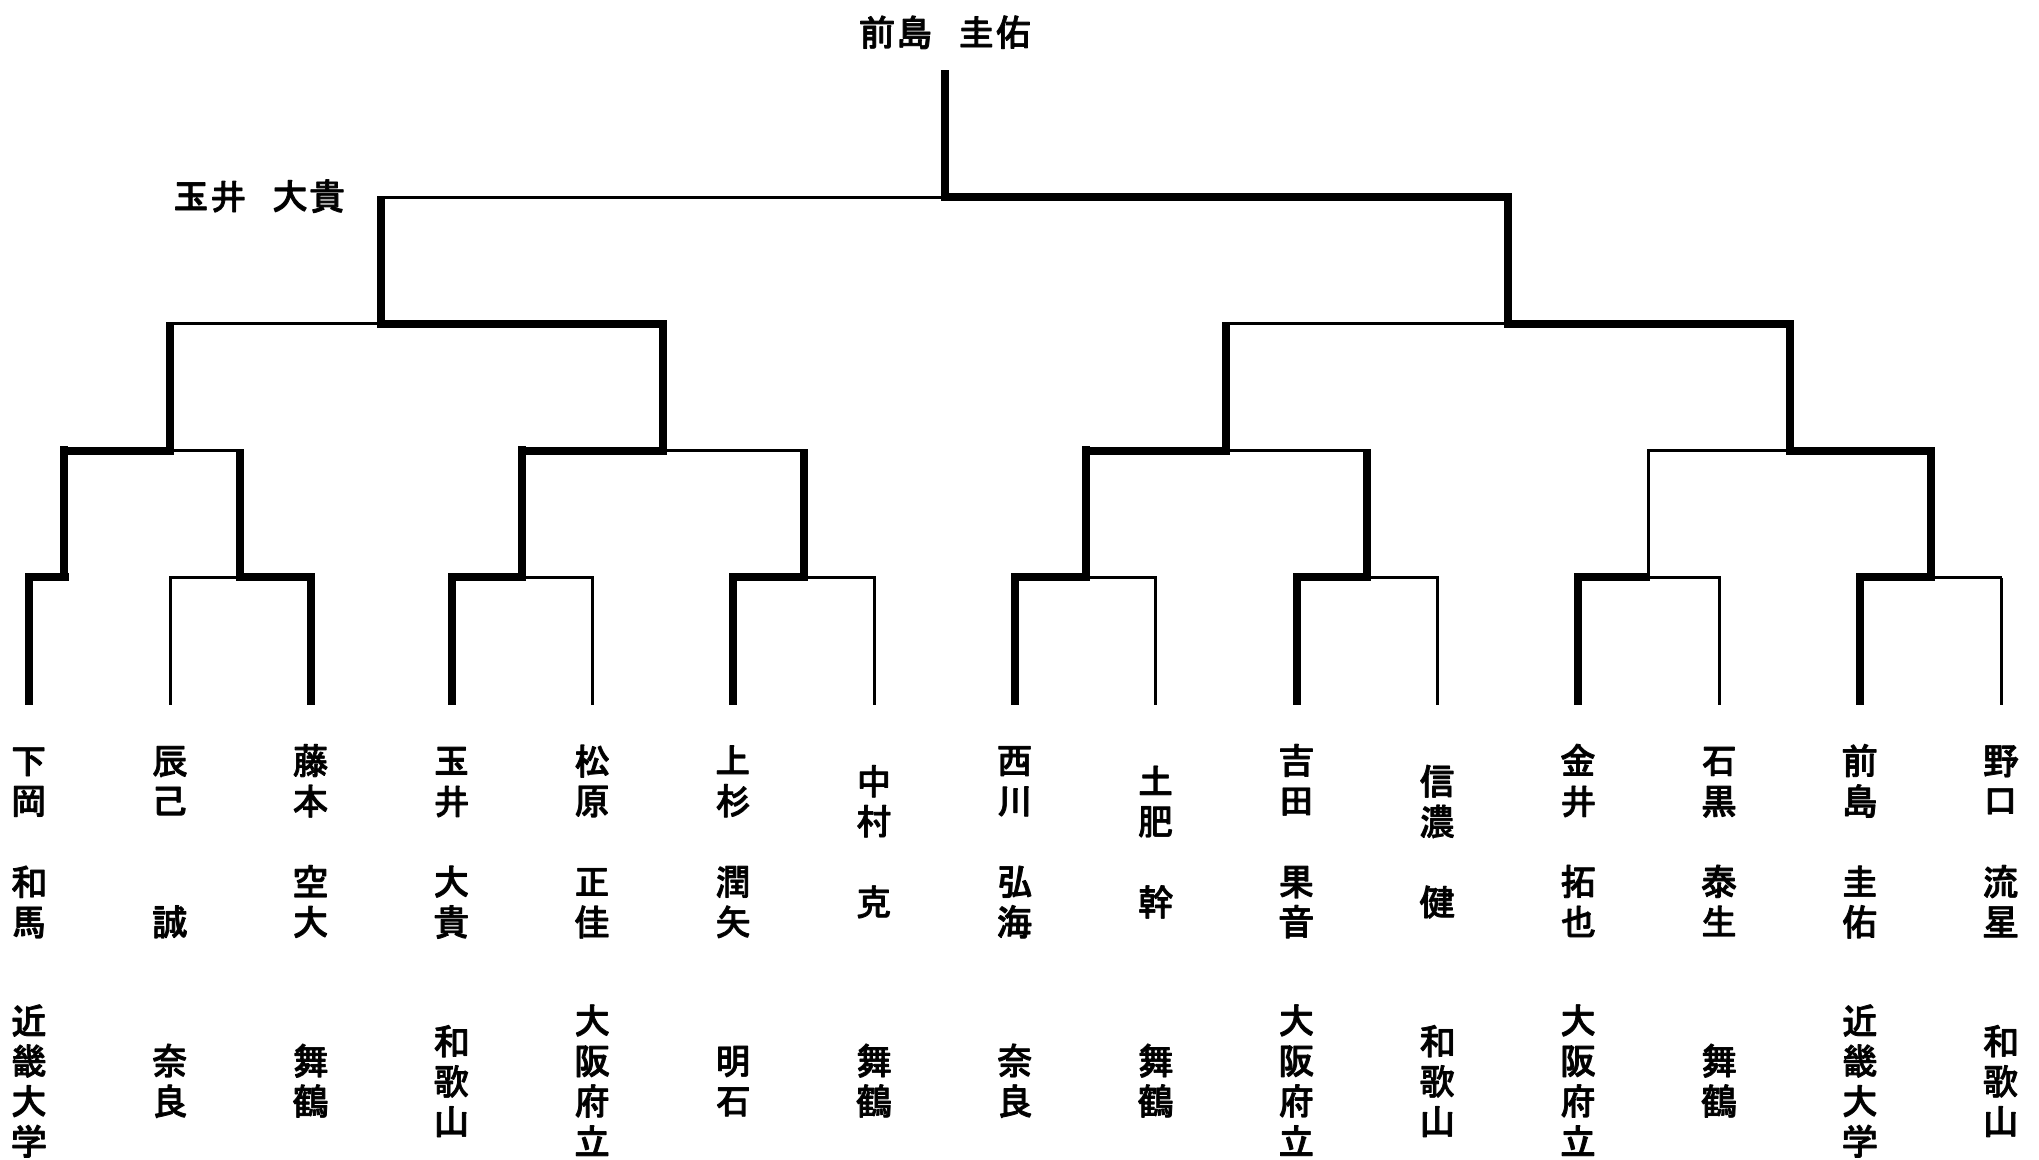 前島 圭佑
玉井 大貴
下岡 和馬 近畿大学
辰己 誠 奈良
藤本 空大 舞鶴
玉井 大貴 和歌山
松原 正佳 大阪府立
上杉 潤矢 明石
中村 克 舞鶴
西川 弘海 奈良
土肥 幹 舞鶴
吉田 果音 大阪府立
信濃 健 和歌山
金井 拓也 大阪府立
石黒 泰生 舞鶴
前島 圭佑 近畿大学
野口 流星 和歌山